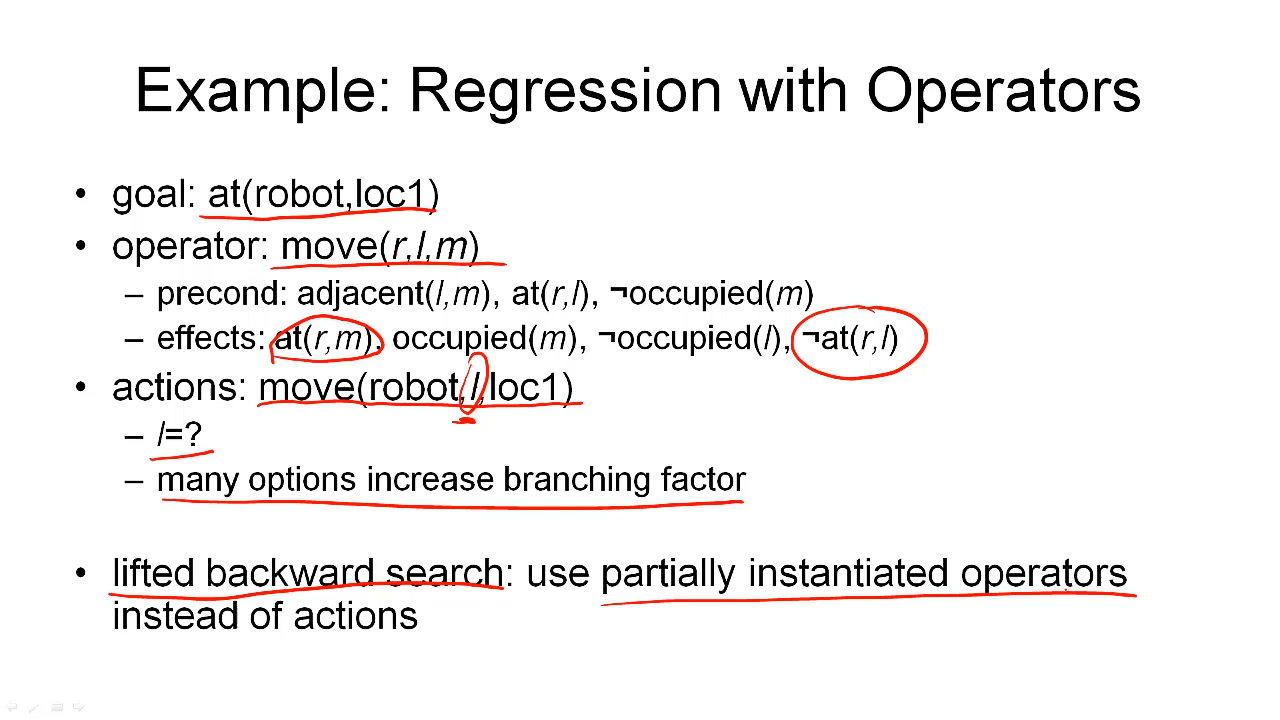 Example: Regression with Operators
• goal: at(robot,loc1)
• operator: move(r,l,m)
– precond: adjacent(l,m), at(r,l), ¬occupied(m)
– effects: at(r,m), occupied(m), ¬occupied(l), ¬at(r,l)
• actions: move(robot,l,loc1)
– l=?
– many options increase branching factor
• lifted backward search: use partially instantiated operators
instead of actions